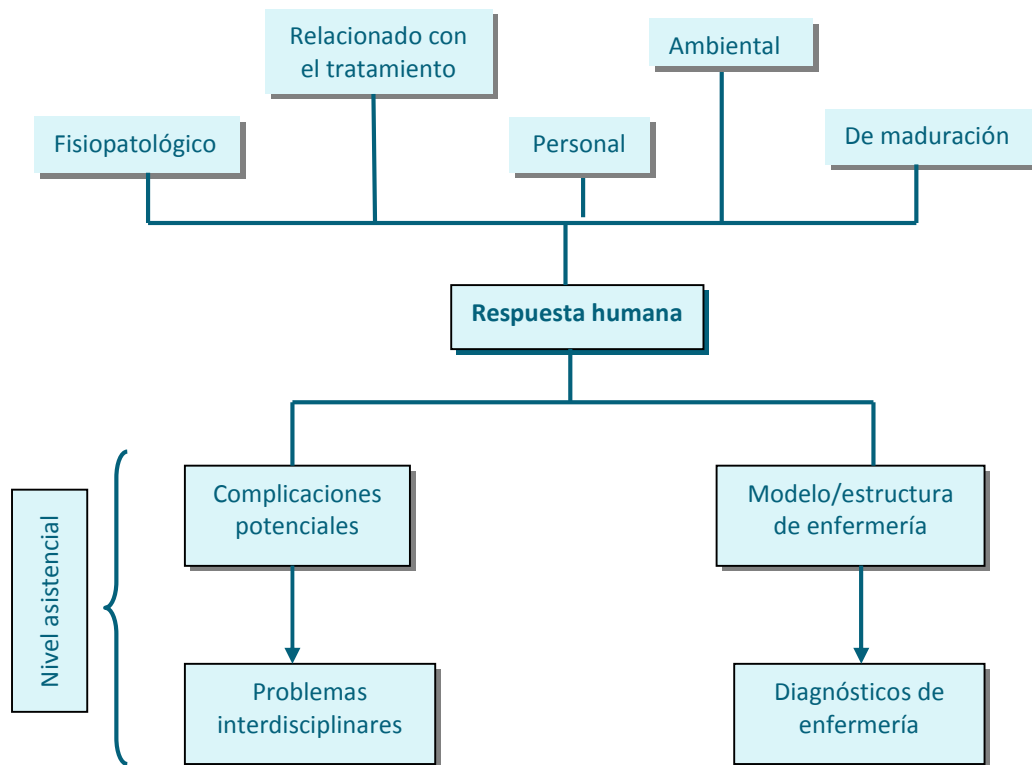 Relacionado con
el tratamiento
Ambiental
Fisiopatológico
Personal
De maduración
Respuesta humana
Nivel asistencial
Complicaciones
potenciales
Modelo/estructura
de enfermería
Problemas
interdisciplinares
Diagnósticos de
enfermería